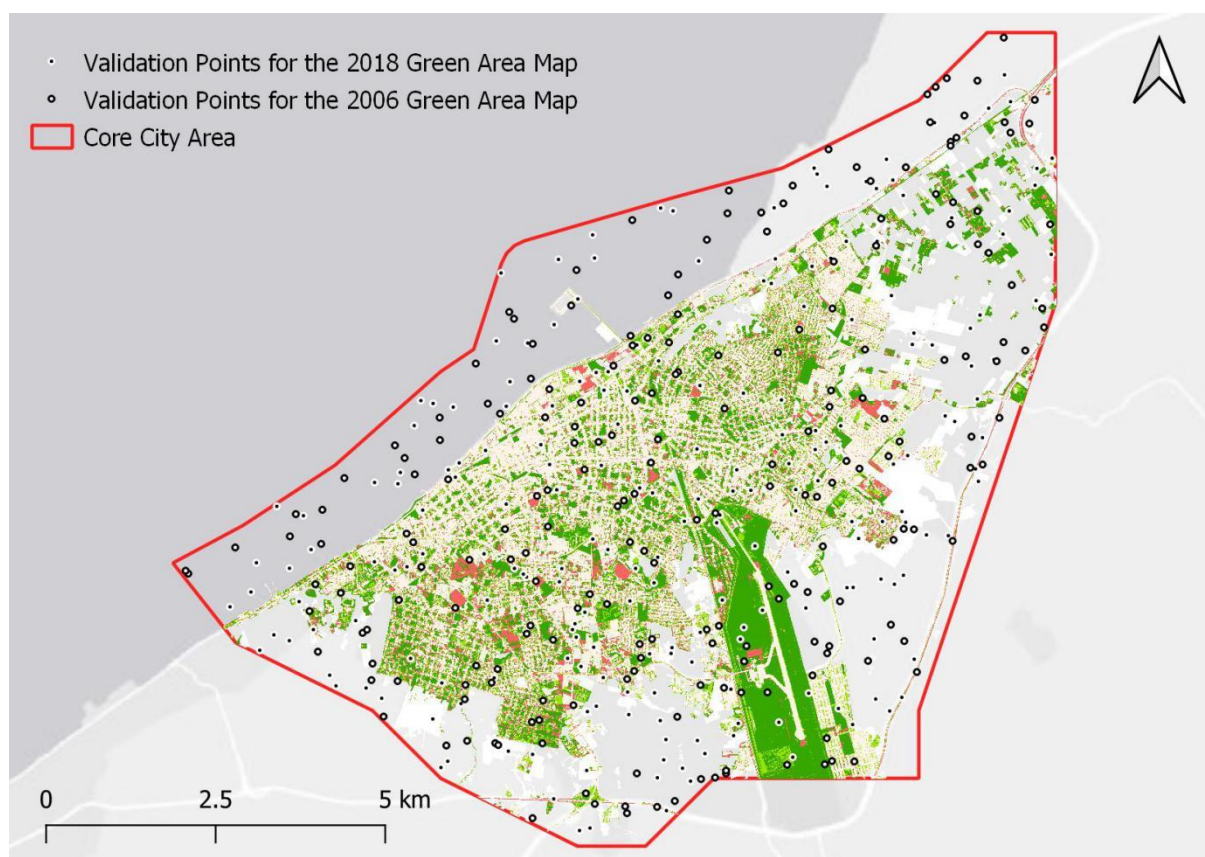 Validation Points for the 2018 Green Area Map
Validation Points for the 2006 Green Area Map
Core City Area
0 2.5 5 km